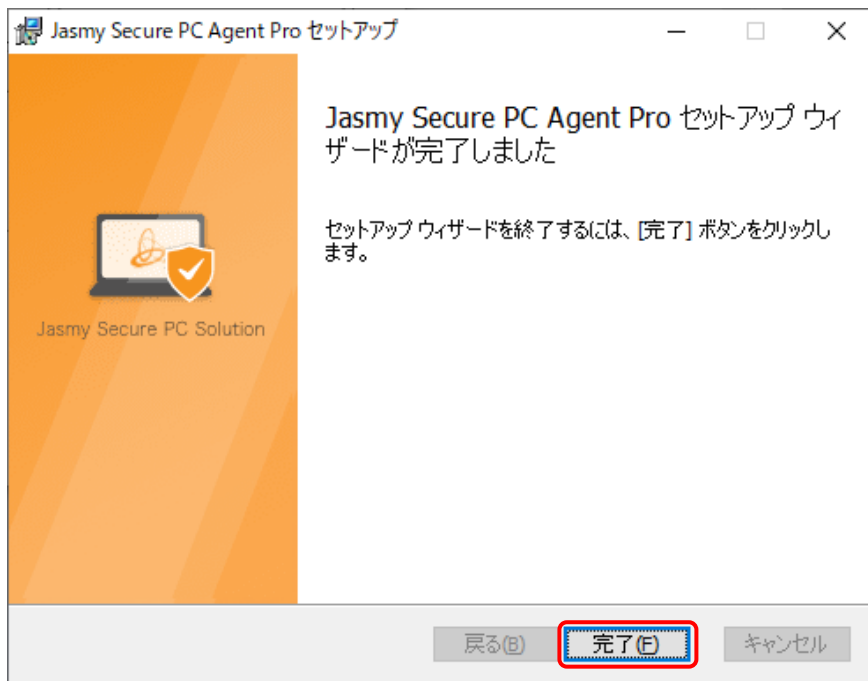 Jasmy Secure PC Agent Pro セットアップ
Jasmy Secure PC Agent Pro セットアップ ウィ
ザードが完了しました
セットアップ ウィザードを終了するには、[完了] ボタンをクリックし
ます。
Jasmy Secure PC Solution
戻る(B)
完了(F)
キャンセル